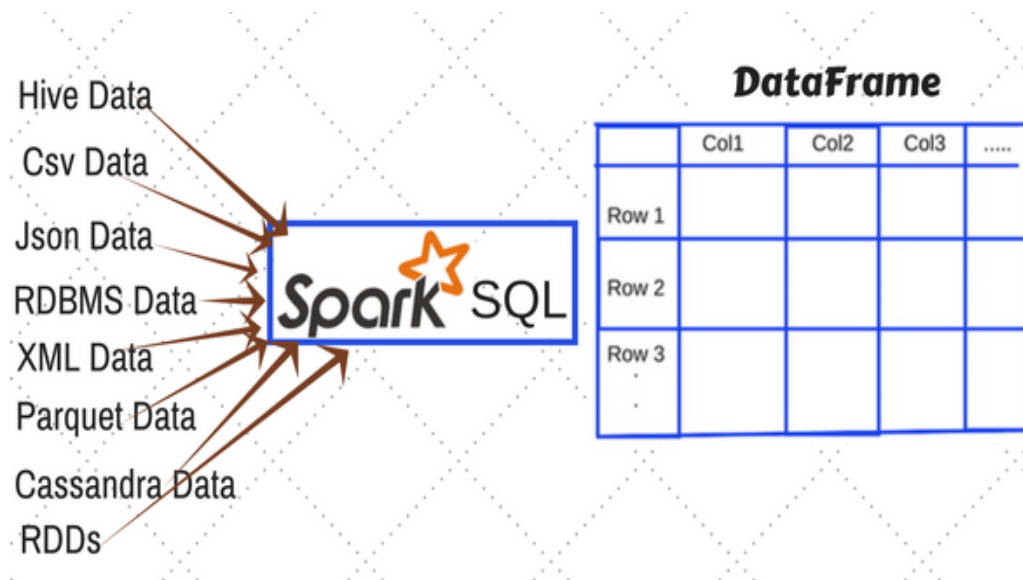 Hive Data
Csv Data
Json Data
RDBMS Data
XML Data
Parquet Data
Cassandra Data
RDDs
Spark SQL
DataFrame
Col1 Col2 Col3 .....
Row 1
Row 2
Row 3